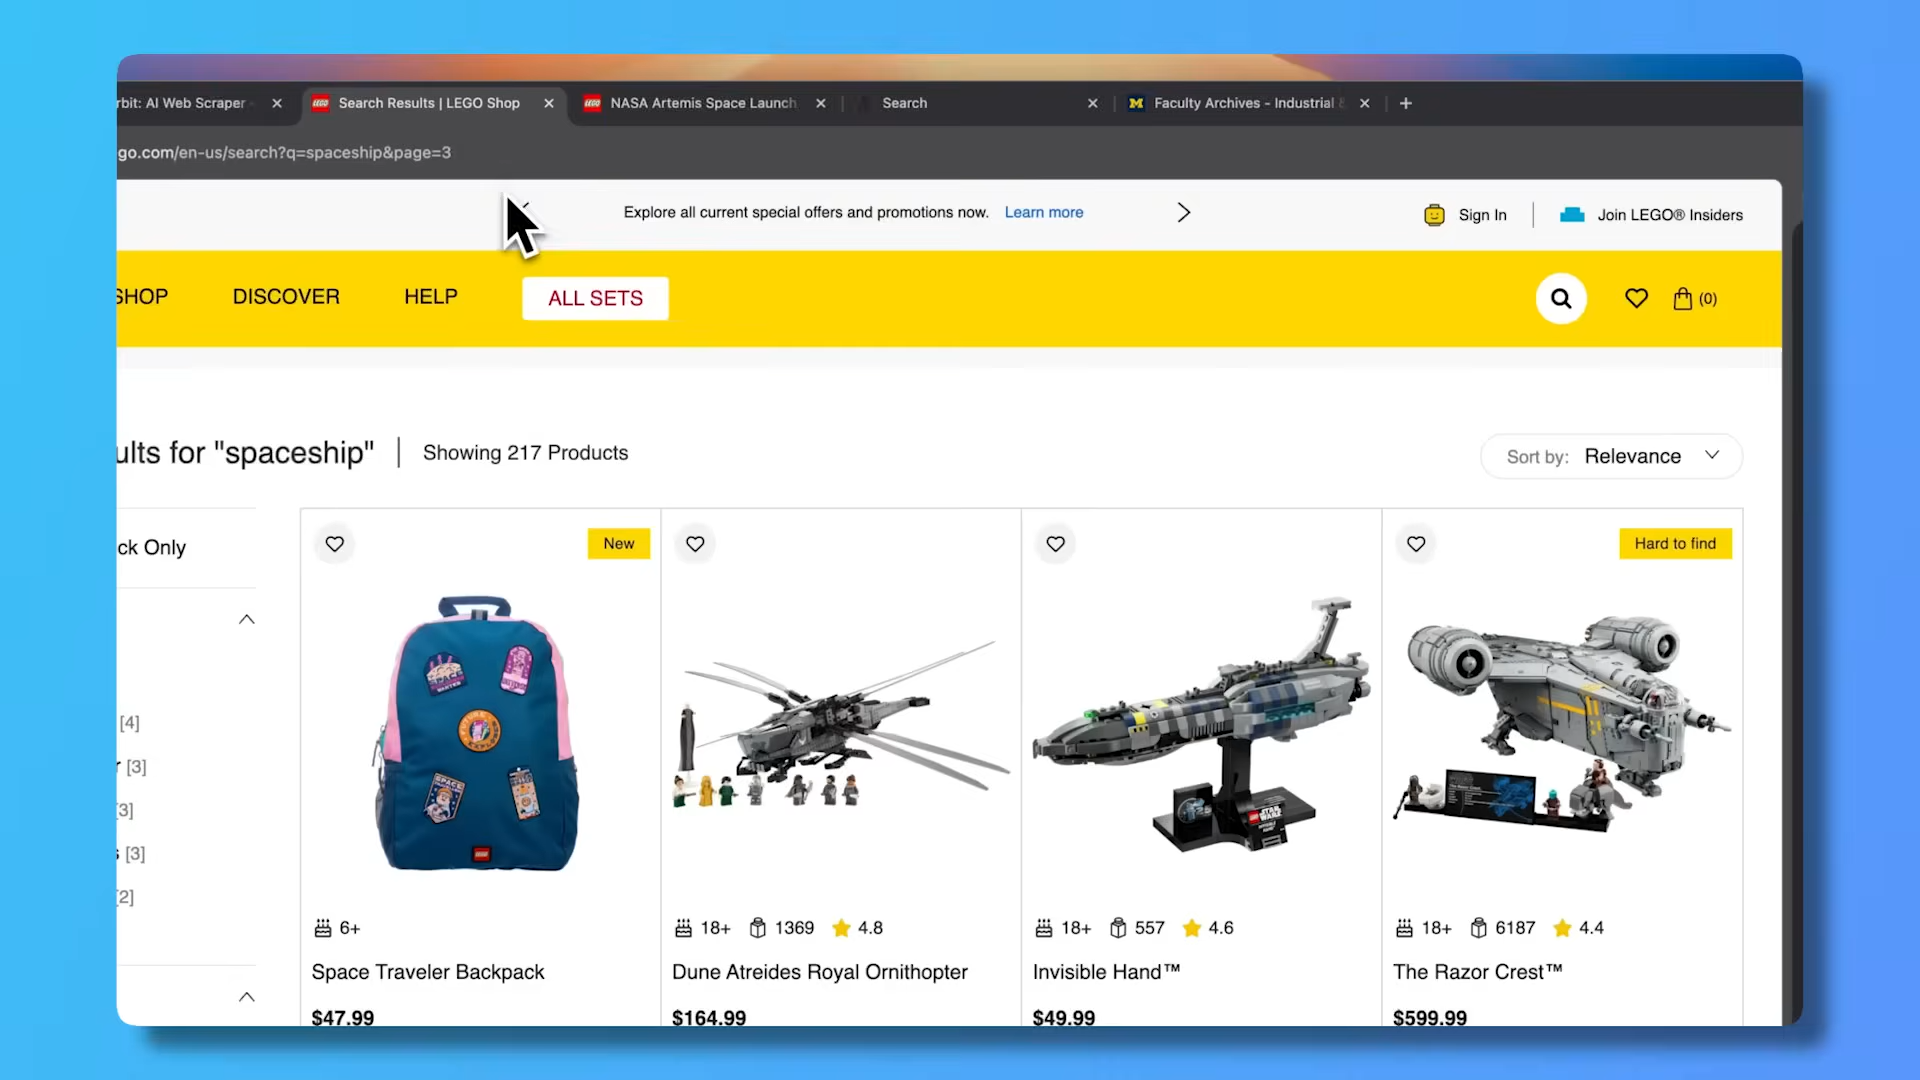 rbit: AI Web Scraper
Search Results | LEGO Shop
NASA Artemis Space Launch
Search
Faculty Archives - Industrial &
go.com/en-us/search?q=spaceship&page=3
Explore all current special offers and promotions now. Learn more
Sign In
Join LEGO® Insiders
SHOP
DISCOVER
HELP
ALL SETS
(0)
ults for "spaceship"
Showing 217 Products
Sort by: Relevance
ck Only
[4]
r [3]
[3]
s [3]
[2]
New
Hard to find
6+
18+ 1369 4.8
18+ 557 4.6
18+ 6187 4.4
Space Traveler Backpack
Dune Atreides Royal Ornithopter
Invisible Hand™
The Razor Crest™
$47.99
$164.99
$49.99
$599.99